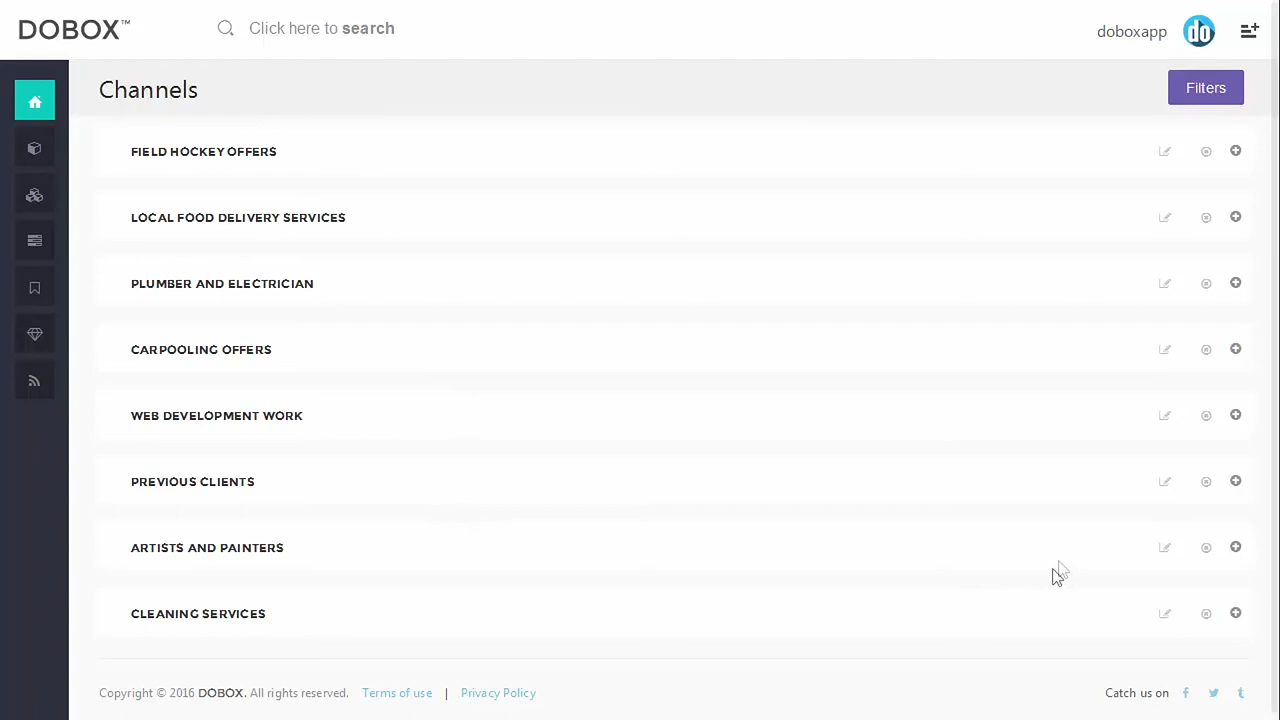 DOBOX™
Click here to search
doboxapp
do
Channels
Filters
FIELD HOCKEY OFFERS
LOCAL FOOD DELIVERY SERVICES
PLUMBER AND ELECTRICIAN
CARPOOLING OFFERS
WEB DEVELOPMENT WORK
PREVIOUS CLIENTS
ARTISTS AND PAINTERS
CLEANING SERVICES
Copyright © 2016 DOBOX. All rights reserved. Terms of use | Privacy Policy Catch us on